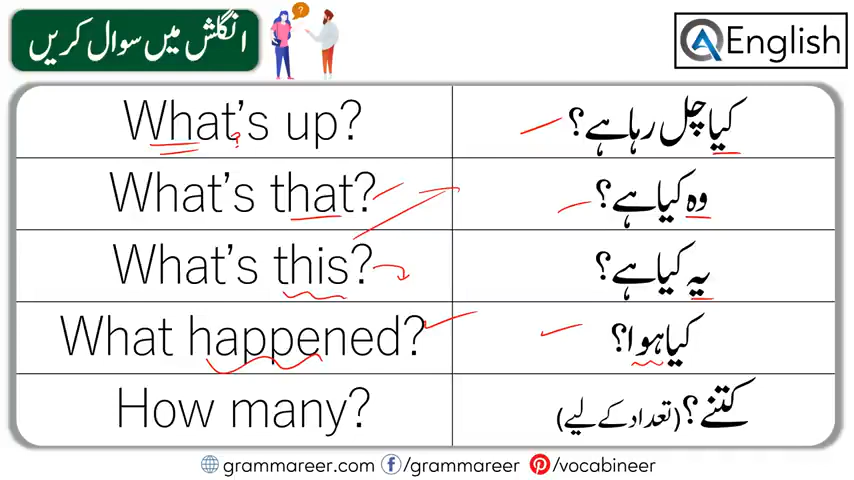 انگلش میں سوال کریں
English
What's up? کیا چل رہا ہے؟
What's that? وہ کیا ہے؟
What's this? یہ کیا ہے؟
What happened? کیا ہوا؟
How many? کتنے؟ (تعداد کے لیے)
grammareer.com /grammareer /vocabineer